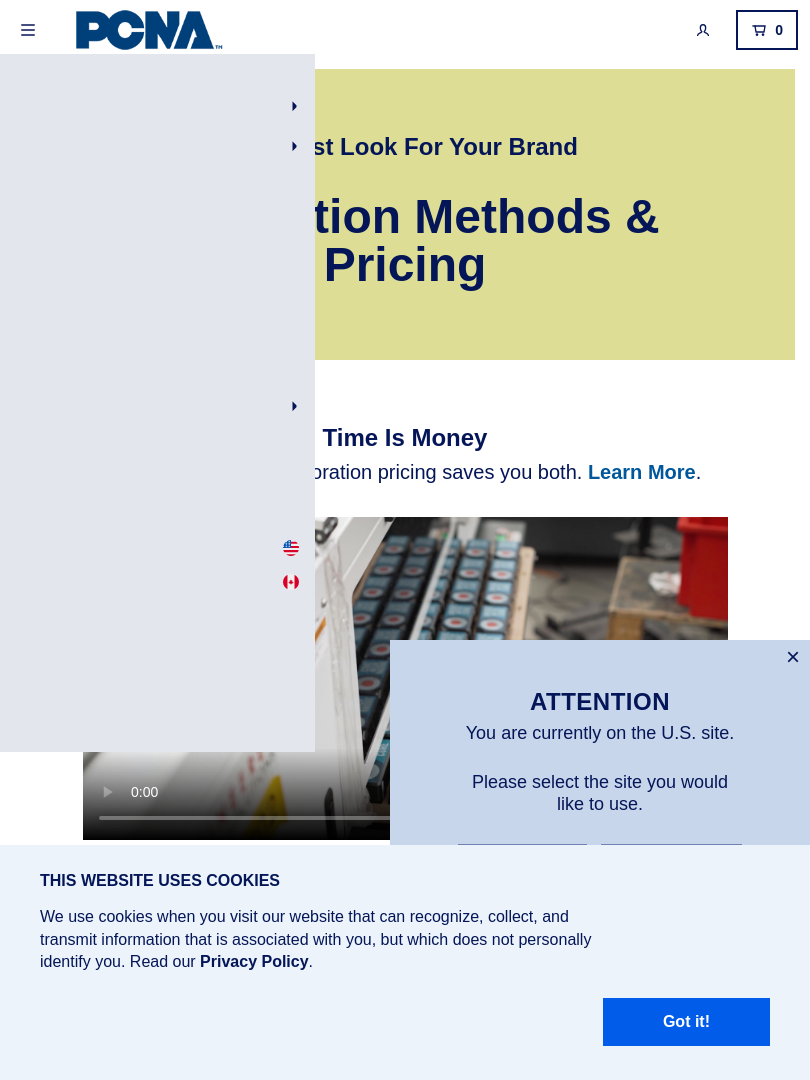 PCNA™
0
st Look For Your Brand
tion Methods &
Pricing
Time Is Money
oration pricing saves you both. Learn More.
ATTENTION
You are currently on the U.S. site.
Please select the site you would
like to use.
0:00
THIS WEBSITE USES COOKIES
We use cookies when you visit our website that can recognize, collect, and
transmit information that is associated with you, but which does not personally
identify you. Read our Privacy Policy.
Got it!